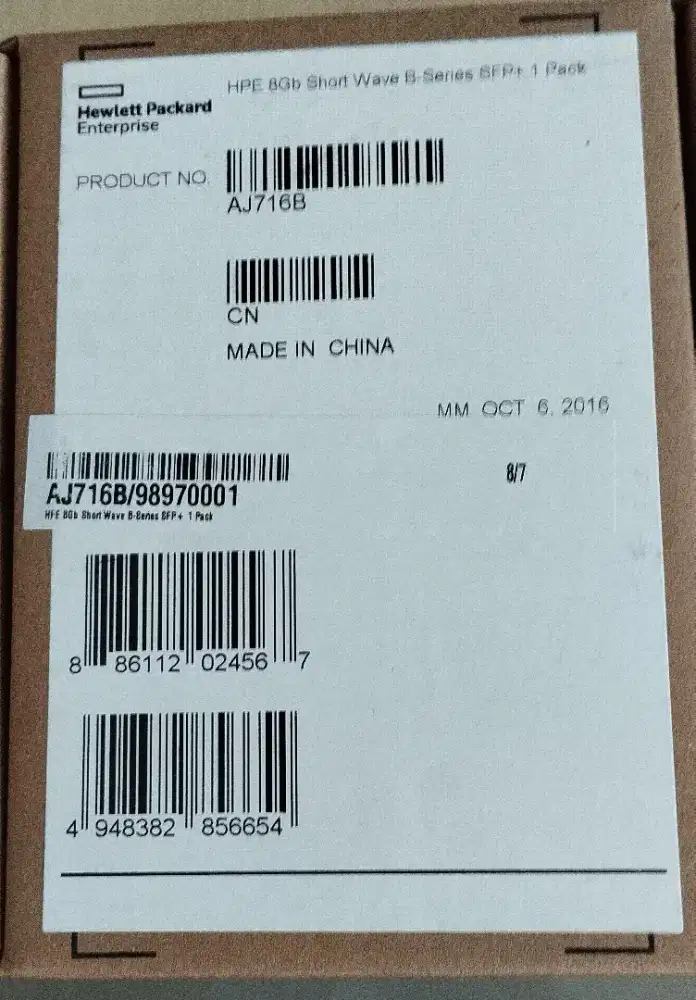 HPE 8Gb Short Wave B-Series SFP+ 1 Pack
Hewlett Packard
Enterprise
PRODUCT NO.
AJ716B
CN
MADE IN CHINA
MM OCT 6, 2016
8/7
AJ716B/98970001
HPE 8Gb Short Wave B-Series SFP+ 1 Pack
8 86112 02456 7
4 948382 856654